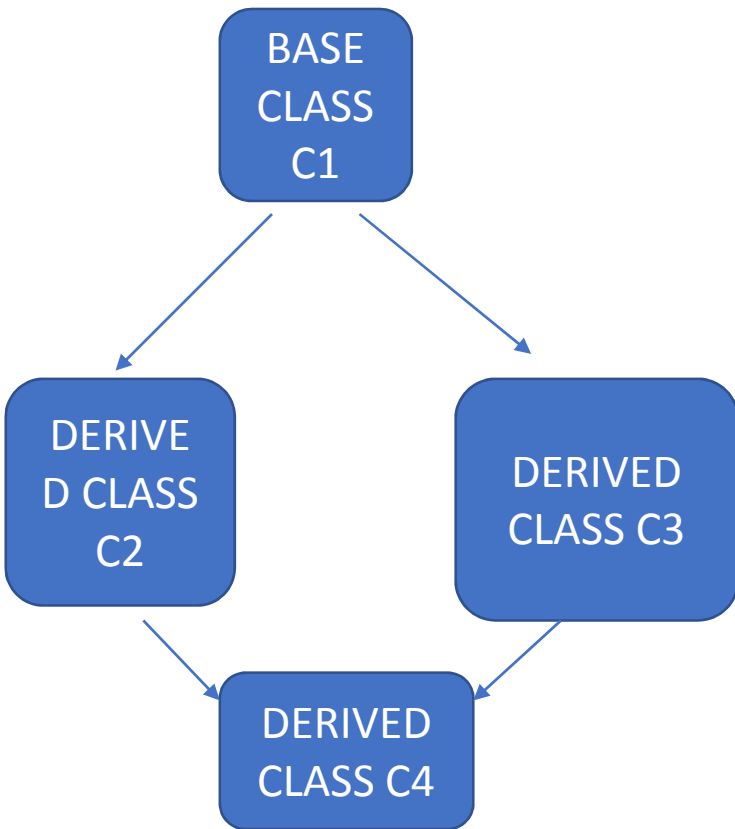 BASE
CLASS
C1
DERIVE
D CLASS
C2
DERIVED
CLASS C3
DERIVED
CLASS C4